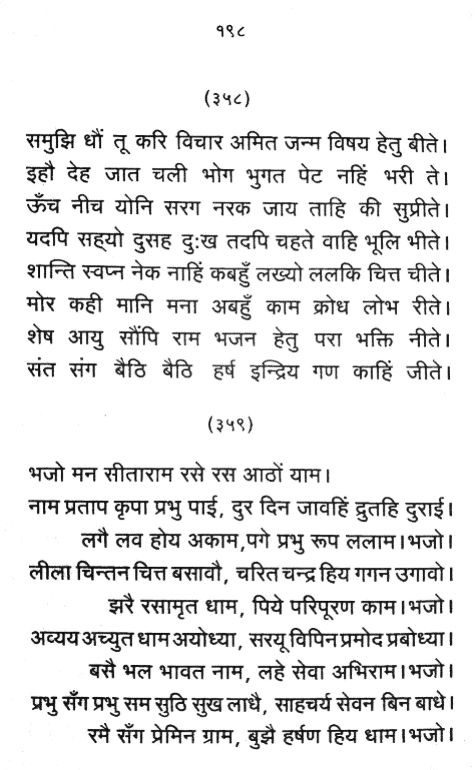 १९८
(३५८)
समुझि धौं तू करि विचार अमित जन्म विषय हेतु बीते।
इहौ देह जात चली भोग भुगत पेट नहिं भरी ते।
ऊँच नीच योनि सरग नरक जाय ताहि की सुप्रीते।
यदपि सह्यो दुसह दुःख तदपि चहते वाहि भूलि भीते।
शान्ति स्वप्न नेक नाहिं कबहुँ लख्यो ललकि चित्त चीते।
मोर कही मानि मना अबहुँ काम क्रोध लोभ रीते।
शेष आयु सौंपि राम भजन हेतु परा भक्ति नीते।
संत संग बैठि बैठि हर्ष इन्द्रिय गण काहिं जीते।
(३५९)
भजो मन सीताराम रसे रस आठों याम।
नाम प्रताप कृपा प्रभु पाई, दुर दिन जावहिं द्रुतहि दुराई।
लगै लव होय अकाम,पगे प्रभु रूप ललाम।भजो।
लीला चिन्तन चित्त बसावौ, चरित चन्द्र हिय गगन उगावो।
झरै रसामृत धाम, पिये परिपूरण काम।भजो।
अव्यय अच्युत धाम अयोध्या, सरयू विपिन प्रमोद प्रबोध्या।
बसै भल भावत नाम, लहे सेवा अभिराम।भजो।
प्रभु सँग प्रभु सम सुठि सुख लाधै, साहचर्य सेवन बिन बाधे।
रमै सँग प्रेमिन ग्राम, बुझै हर्षण हिय धाम।भजो।